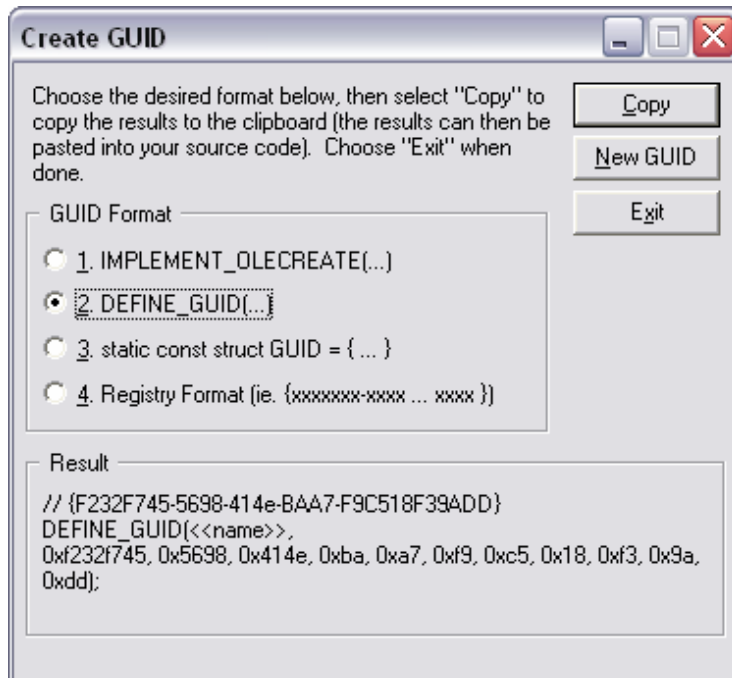 Create GUID
Choose the desired format below, then select "Copy" to
copy the results to the clipboard (the results can then be
pasted into your source code).  Choose "Exit" when
done.
Copy
New GUID
Exit
GUID Format
1. IMPLEMENT_OLECREATE(...)
2. DEFINE_GUID(...)
3. static const struct GUID = { ... }
4. Registry Format (ie. {xxxxxxx-xxxx ... xxxx })
Result
// {F232F745-5698-414e-BAA7-F9C518F39ADD}
DEFINE_GUID(<<name>>,
0xf232f745, 0x5698, 0x414e, 0xba, 0xa7, 0xf9, 0xc5, 0x18, 0xf3, 0x9a,
0xdd);